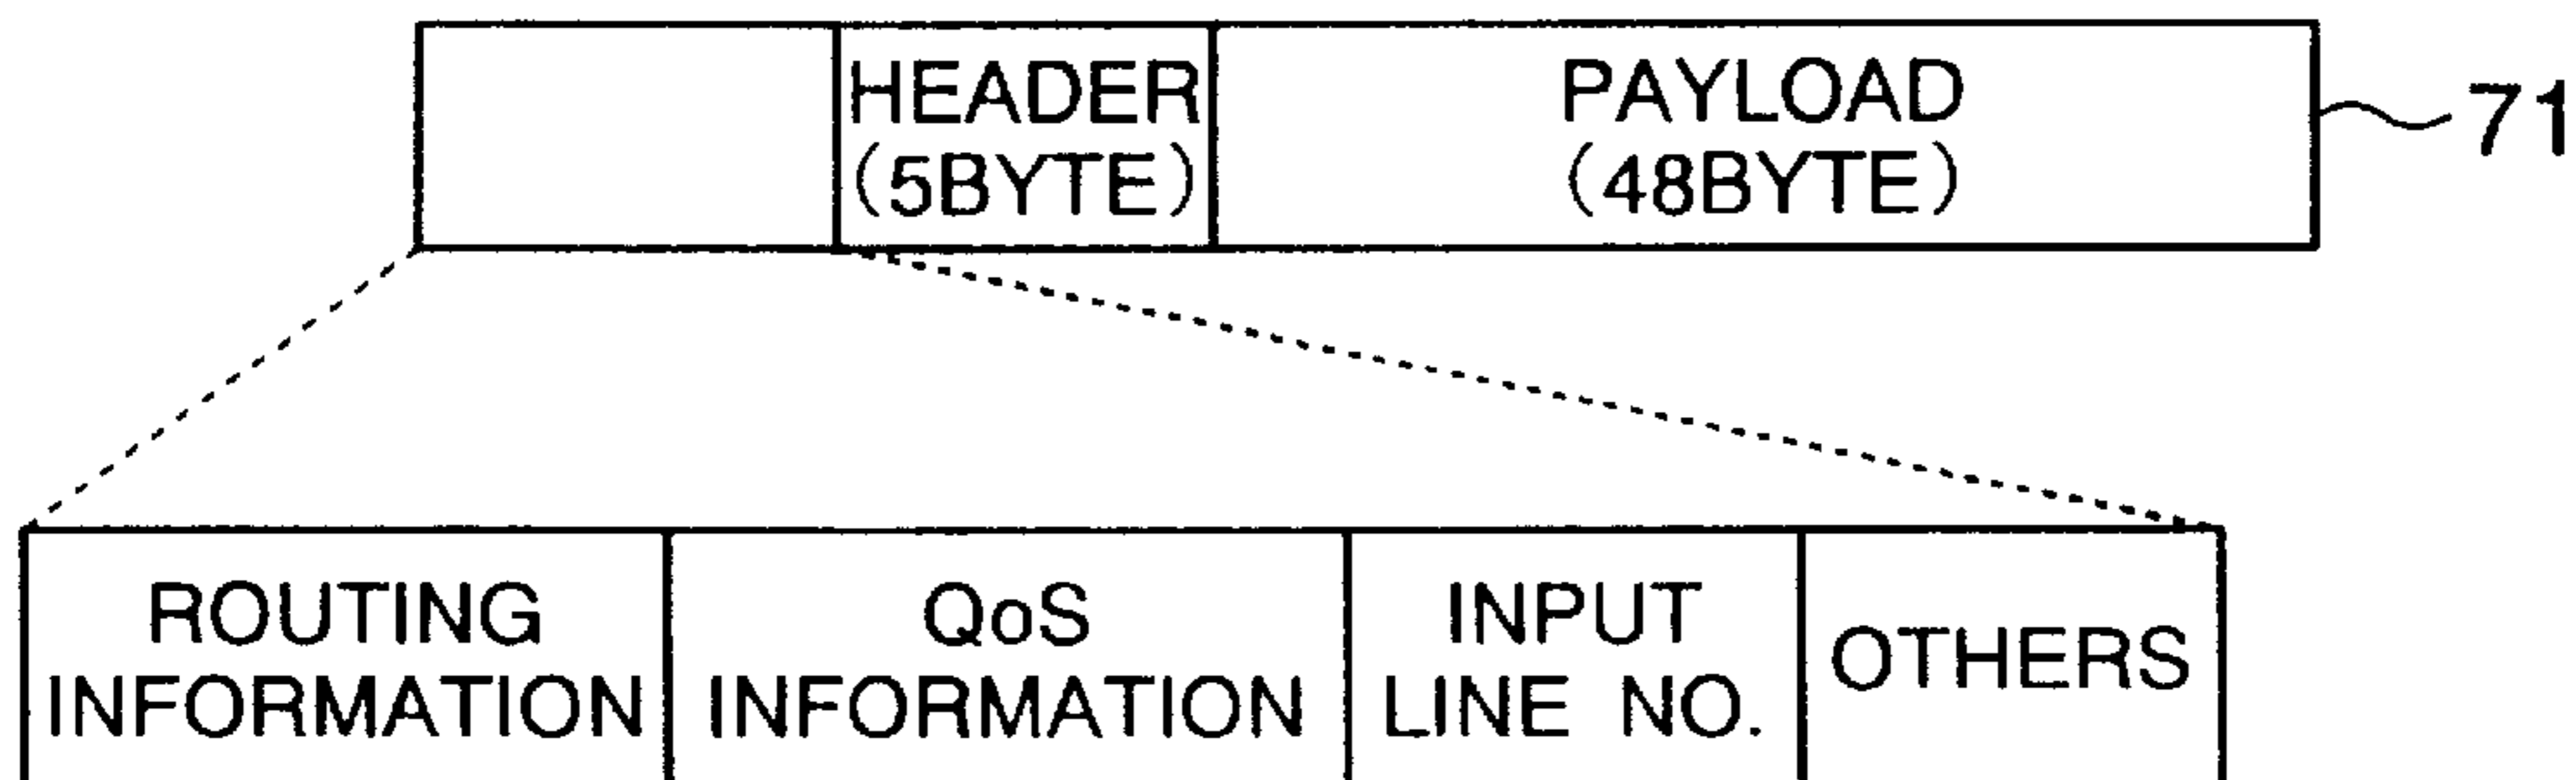 HEADER
(5BYTE)
PAYLOAD
(48BYTE)
71
ROUTING
INFORMATION
QoS
INFORMATION
INPUT
LINE NO.
OTHERS